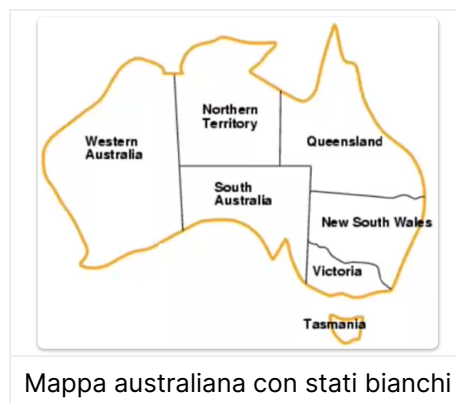 Northern
Territory
Western
Australia
Queensland
South
Australia
New South Wales
Victoria
Tasmania
Mappa australiana con stati bianchi